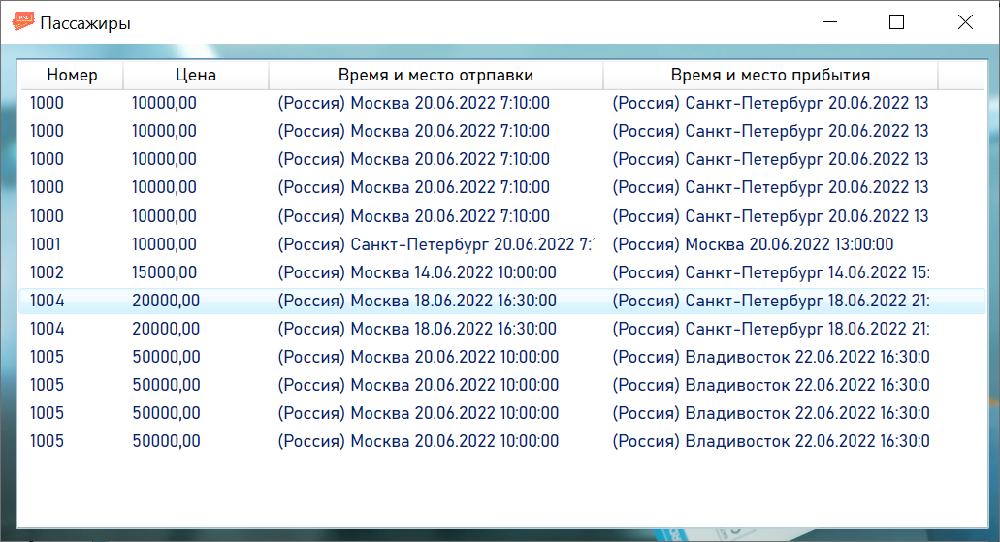 Пассажиры
Номер Цена Время и место отрпавки Время и место прибытия
1000 10000,00 (Россия) Москва 20.06.2022 7:10:00 (Россия) Санкт-Петербург 20.06.2022 13
1000 10000,00 (Россия) Москва 20.06.2022 7:10:00 (Россия) Санкт-Петербург 20.06.2022 13
1000 10000,00 (Россия) Москва 20.06.2022 7:10:00 (Россия) Санкт-Петербург 20.06.2022 13
1000 10000,00 (Россия) Москва 20.06.2022 7:10:00 (Россия) Санкт-Петербург 20.06.2022 13
1000 10000,00 (Россия) Москва 20.06.2022 7:10:00 (Россия) Санкт-Петербург 20.06.2022 13
1001 10000,00 (Россия) Санкт-Петербург 20.06.2022 7: (Россия) Москва 20.06.2022 13:00:00
1002 15000,00 (Россия) Москва 14.06.2022 10:00:00 (Россия) Санкт-Петербург 14.06.2022 15:
1004 20000,00 (Россия) Москва 18.06.2022 16:30:00 (Россия) Санкт-Петербург 18.06.2022 21:
1004 20000,00 (Россия) Москва 18.06.2022 16:30:00 (Россия) Санкт-Петербург 18.06.2022 21:
1005 50000,00 (Россия) Москва 20.06.2022 10:00:00 (Россия) Владивосток 22.06.2022 16:30:0
1005 50000,00 (Россия) Москва 20.06.2022 10:00:00 (Россия) Владивосток 22.06.2022 16:30:0
1005 50000,00 (Россия) Москва 20.06.2022 10:00:00 (Россия) Владивосток 22.06.2022 16:30:0
1005 50000,00 (Россия) Москва 20.06.2022 10:00:00 (Россия) Владивосток 22.06.2022 16:30:0